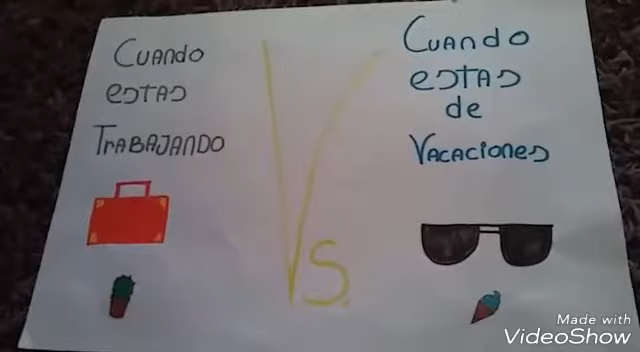 Cuando
estas
Trabajando
Vs.
Cuando
estas
de
Vacaciones
Made with
VideoShow